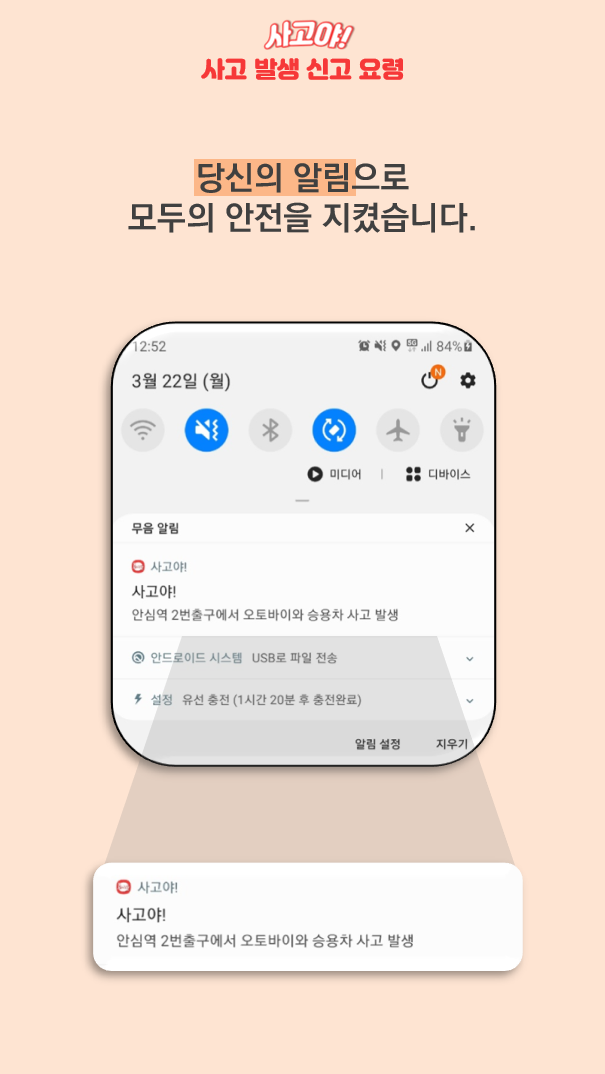 사고야!
사고 발생 신고 요령
당신의 알림으로
모두의 안전을 지켰습니다.
12:52
5G
84%
3월 22일 (월)
N
미디어 | 디바이스
무음 알림
사고야!
사고야!
안심역 2번출구에서 오토바이와 승용차 사고 발생
안드로이드 시스템 USB로 파일 전송
설정 유선 충전 (1시간 20분 후 충전완료)
알림 설정 지우기
사고야!
사고야!
안심역 2번출구에서 오토바이와 승용차 사고 발생